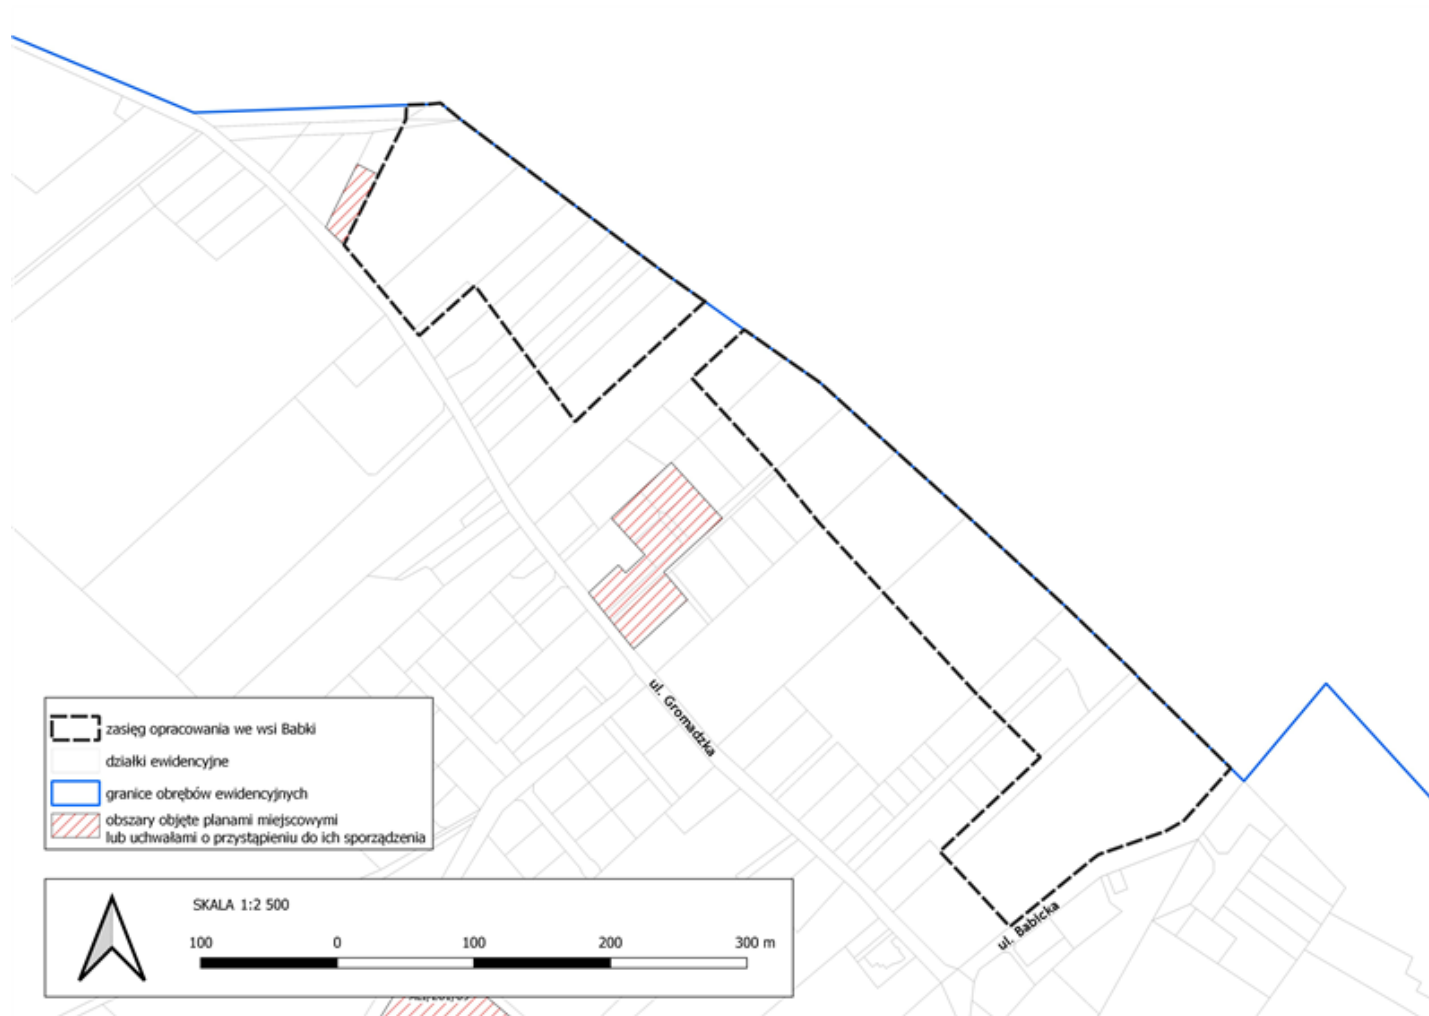 ul. Gromadzka
zasięg opracowania we wsi Babki
działki ewidencyjne
granice obrębów ewidencyjnych
obszary objęte planami miejscowymi
lub uchwałami o przystąpieniu do ich sporządzenia
SKALA 1:2 500
100 0 100 200 300 m
ul. Babicka